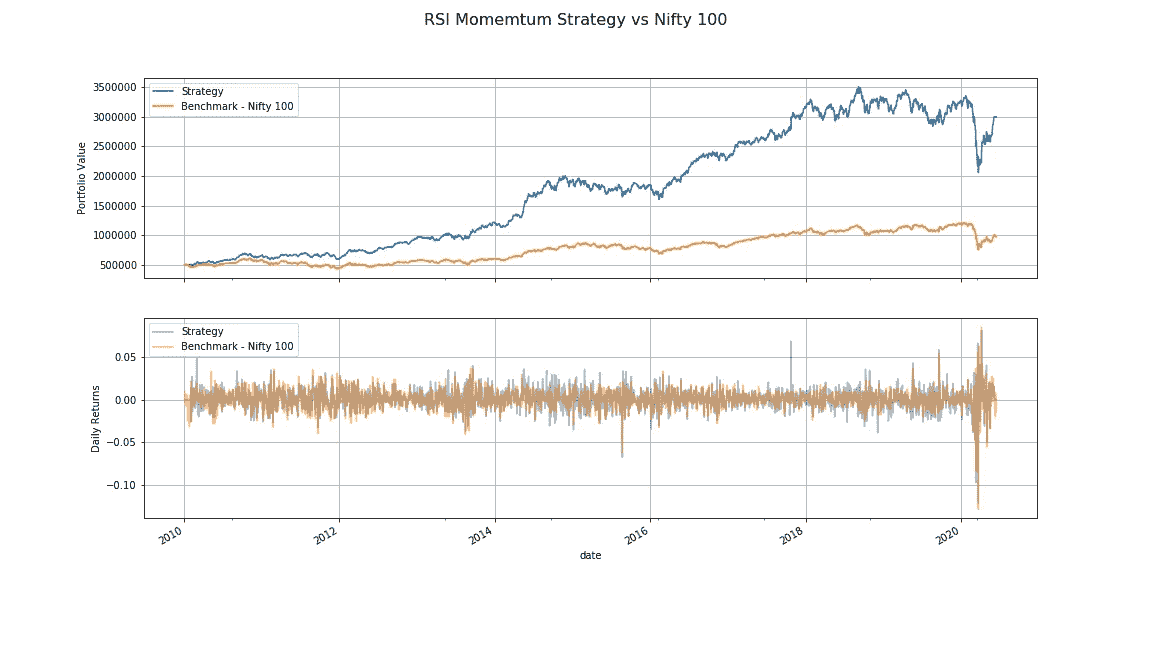 RSI Momemtum Strategy vs Nifty 100
Strategy
Benchmark - Nifty 100
3500000
3000000
2500000
2000000
1500000
1000000
500000
Portfolio Value
Strategy
Benchmark - Nifty 100
0.05
0.00
−0.05
−0.10
Daily Returns
2010 2012 2014 2016 2018 2020
date